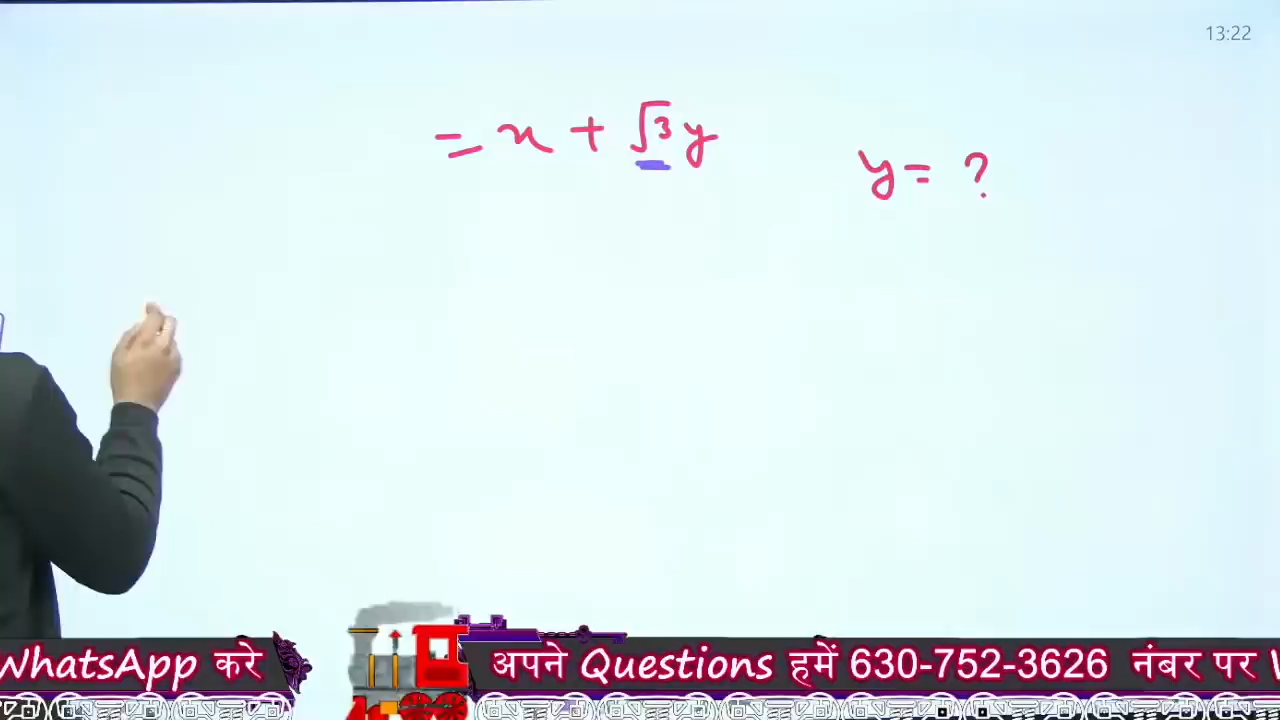 13:22
= x + √3 y
y = ?
WhatsApp करे अपने Questions हमें 630-752-3626 नंबर पर W